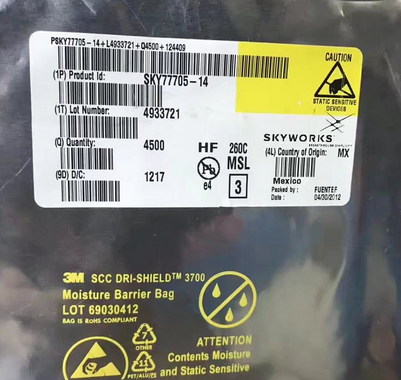 PSKY77705-14+L4933721+Q4500+124409
(1P) Product Id: SKY77705-14
(1T) Lot Number: 4933721
(Q) Quantity: 4500
(9D) D/C: 1217
HF 260C
MSL
3
Pb
e4
CAUTION
STATIC SENSITIVE
DEVICES
SKYWORKS
(4L) Country of Origin: MX
Mexico
Packed by : FUENTEF
Date : 04/30/2012
3M SCC DRI-SHIELD™ 3700
Moisture Barrier Bag
LOT 69030412
BAG IS RoHS COMPLIANT
7
OTHER
11
PET/ALU/PE
ATTENTION
Contents Moisture
and Static Sensitive